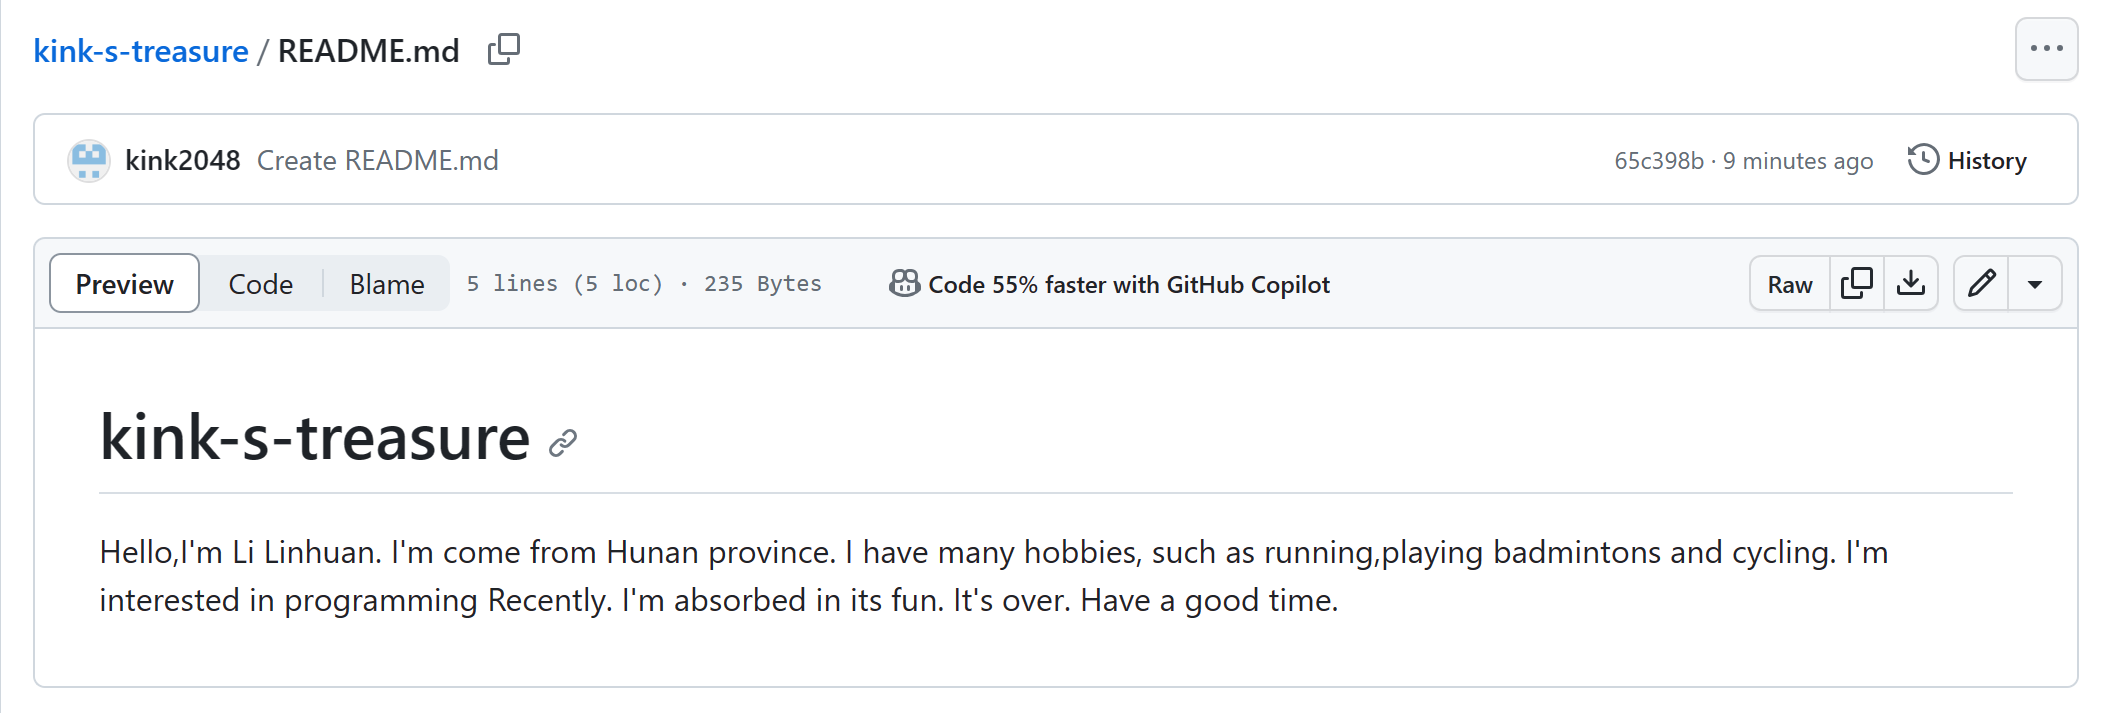 kink-s-treasure / README.md
kink2048 Create README.md 65c398b · 9 minutes ago History
Preview Code Blame 5 lines (5 loc) · 235 Bytes Code 55% faster with GitHub Copilot Raw
kink-s-treasure
Hello,I'm Li Linhuan. I'm come from Hunan province. I have many hobbies, such as running,playing badmintons and cycling. I'm
interested in programming Recently. I'm absorbed in its fun. It's over. Have a good time.